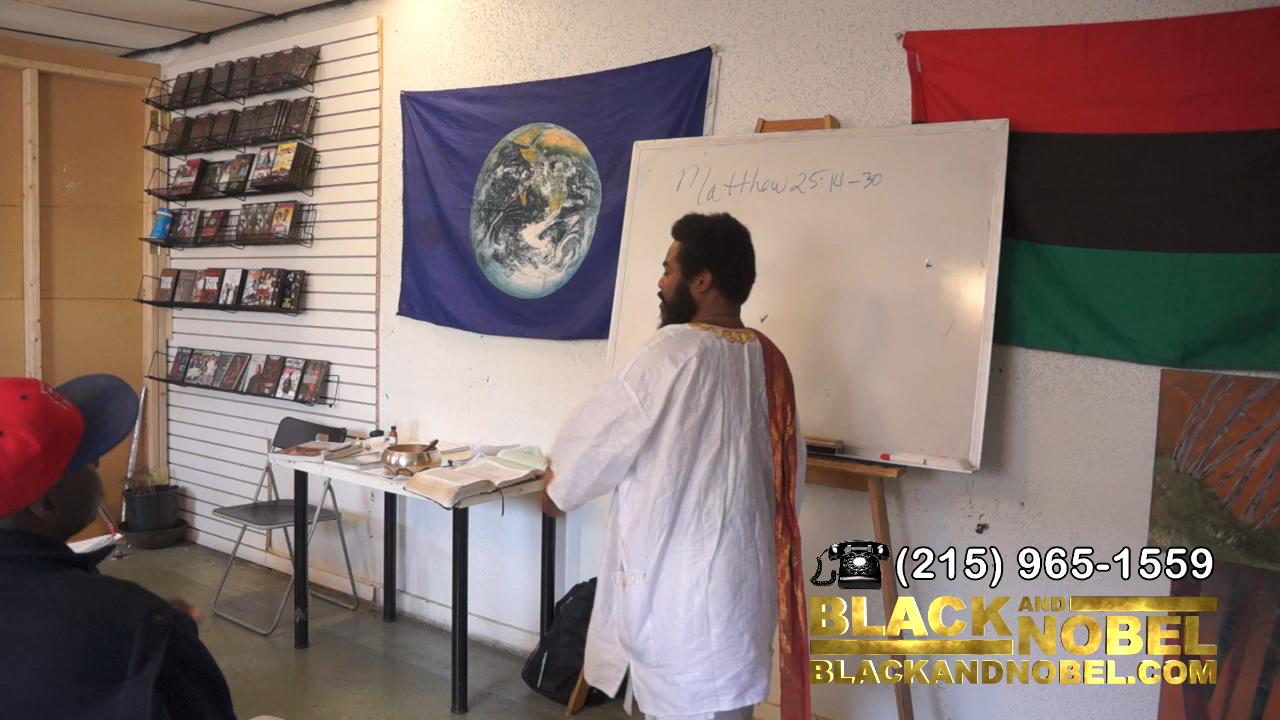 Matthew 25 14-30
(215) 965-1559
BLACK AND NOBEL
BLACKANDNOBEL.COM